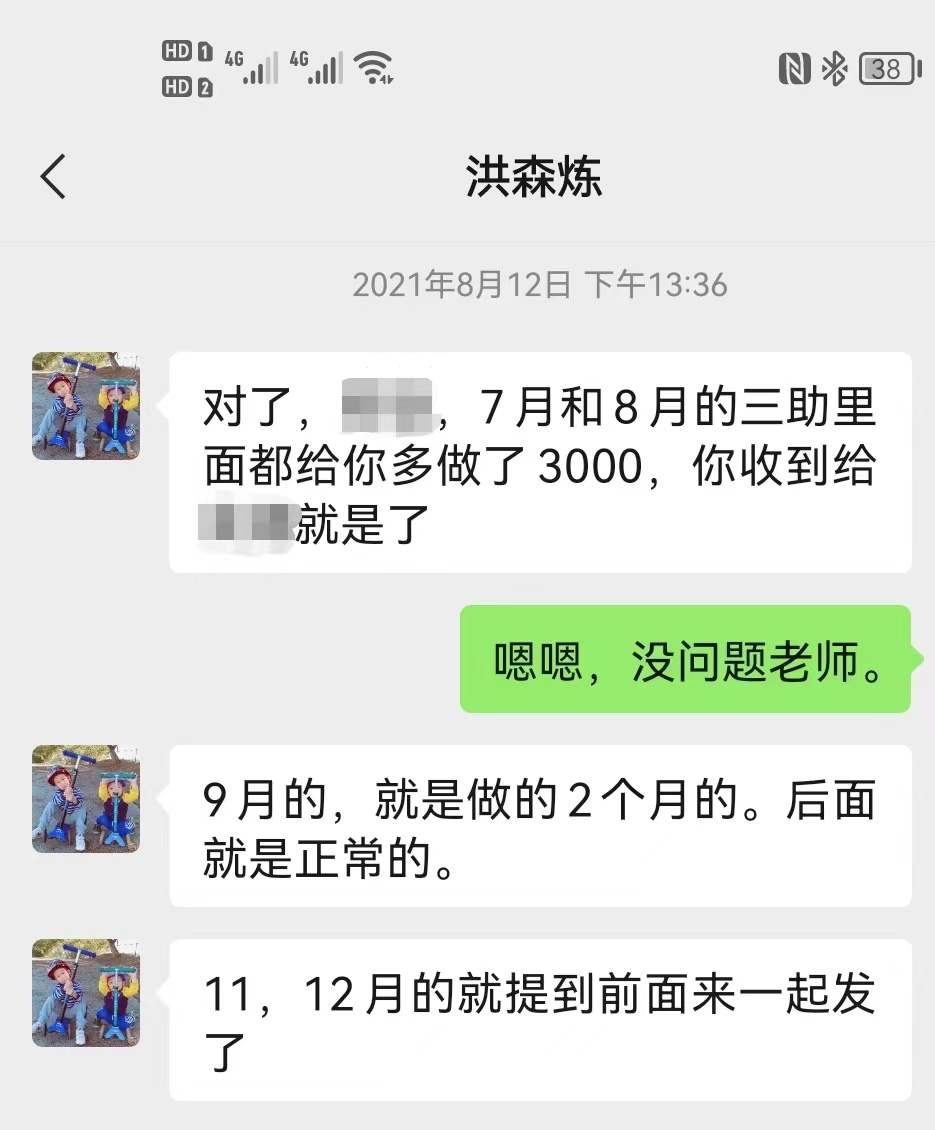 HD 1 4G 4G
HD 2
38
洪森炼
2021年8月12日 下午13:36
对了，，7月和8月的三助里
面都给你多做了3000，你收到给
就是了
嗯嗯，没问题老师。
9月的，就是做的2个月的。后面
就是正常的。
11，12月的就提到前面来一起发
了